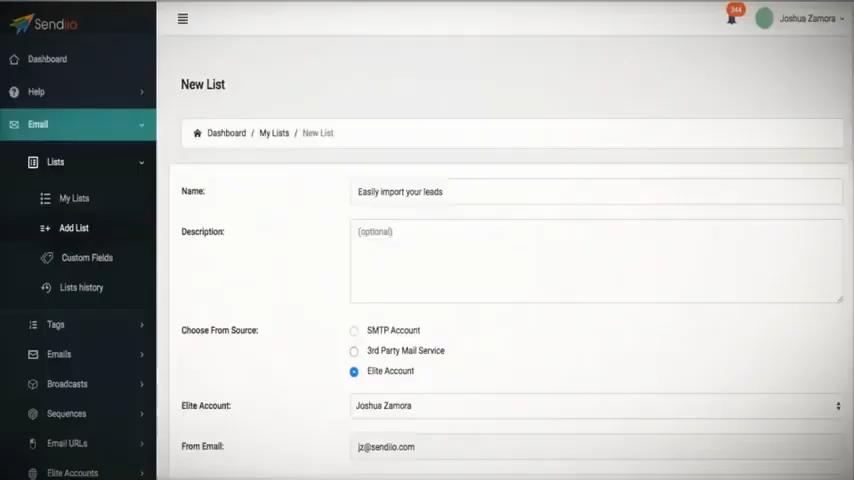 Sendiio
344
Joshua Zamora
Dashboard
Help
Email
Lists
My Lists
Add List
Custom Fields
Lists history
Tags
Emails
Broadcasts
Sequences
Email URLs
Elite Accounts
New List
Dashboard / My Lists / New List
Name:
Easily import your leads
Description:
(optional)
Choose From Source:
SMTP Account
3rd Party Mail Service
Elite Account
Elite Account:
Joshua Zamora
From Email:
jz@sendiio.com